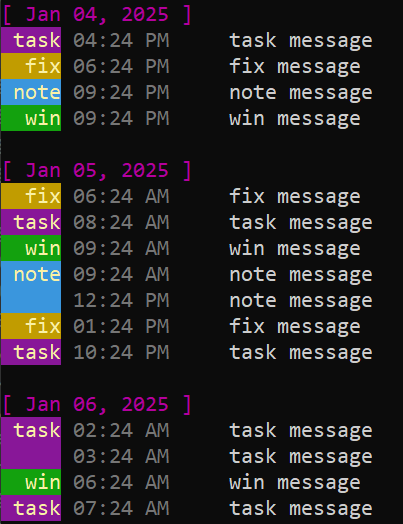 [ Jan 04, 2025 ]
task 04:24 PM task message
fix 06:24 PM fix message
note 09:24 PM note message
win 09:24 PM win message
[ Jan 05, 2025 ]
fix 06:24 AM fix message
task 08:24 AM task message
win 09:24 AM win message
note 09:24 AM note message
12:24 PM note message
fix 01:24 PM fix message
task 10:24 PM task message
[ Jan 06, 2025 ]
task 02:24 AM task message
03:24 AM task message
win 06:24 AM win message
task 07:24 AM task message